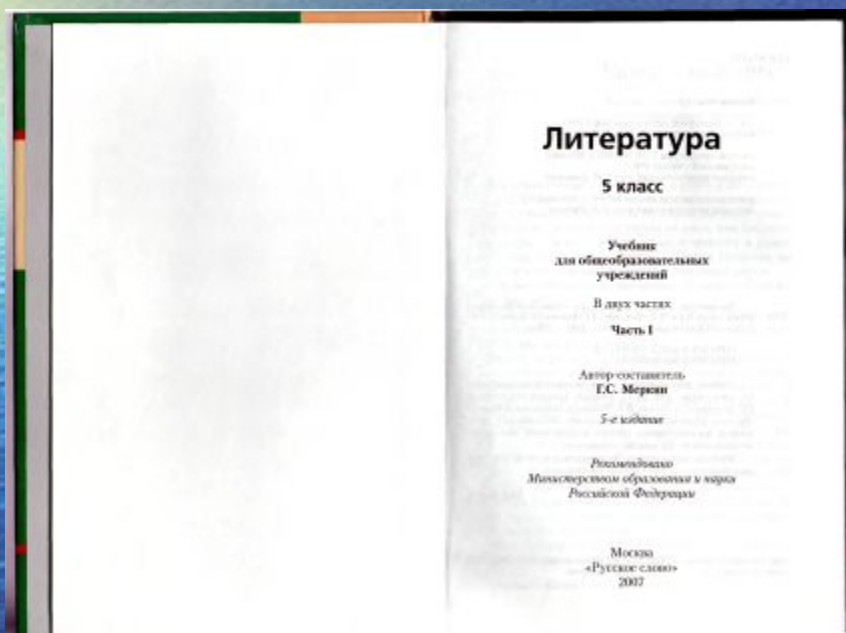 Литература
5 класс
Учебник
для общеобразовательных
учреждений
В двух частях
Часть I
Автор-составитель
Г.С. Меркин
5-е издание
Рекомендовано
Министерством образования и науки
Российской Федерации
Москва
«Русское слово»
2007